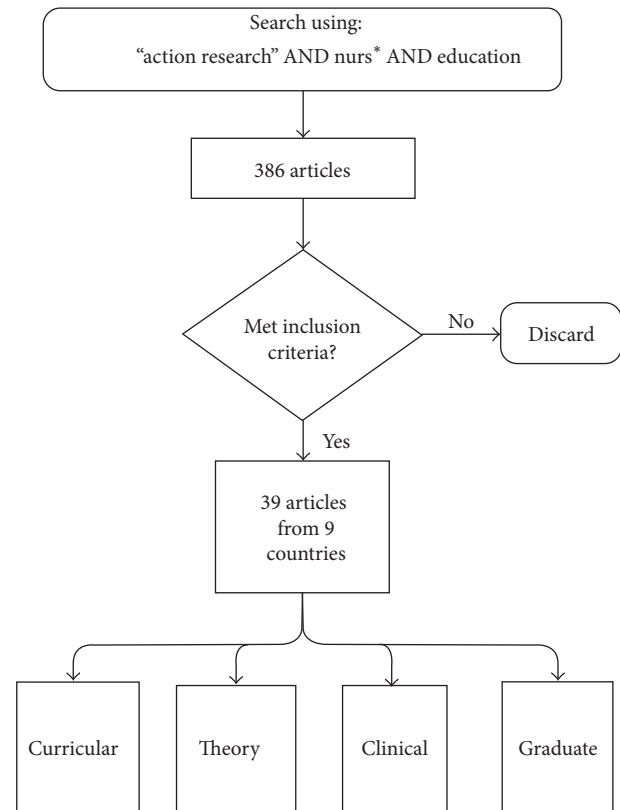 Search using:
“action research” AND nurs* AND education
386 articles
Met inclusion
criteria?
No
Discard
Yes
39 articles
from 9
countries
Curricular
Theory
Clinical
Graduate